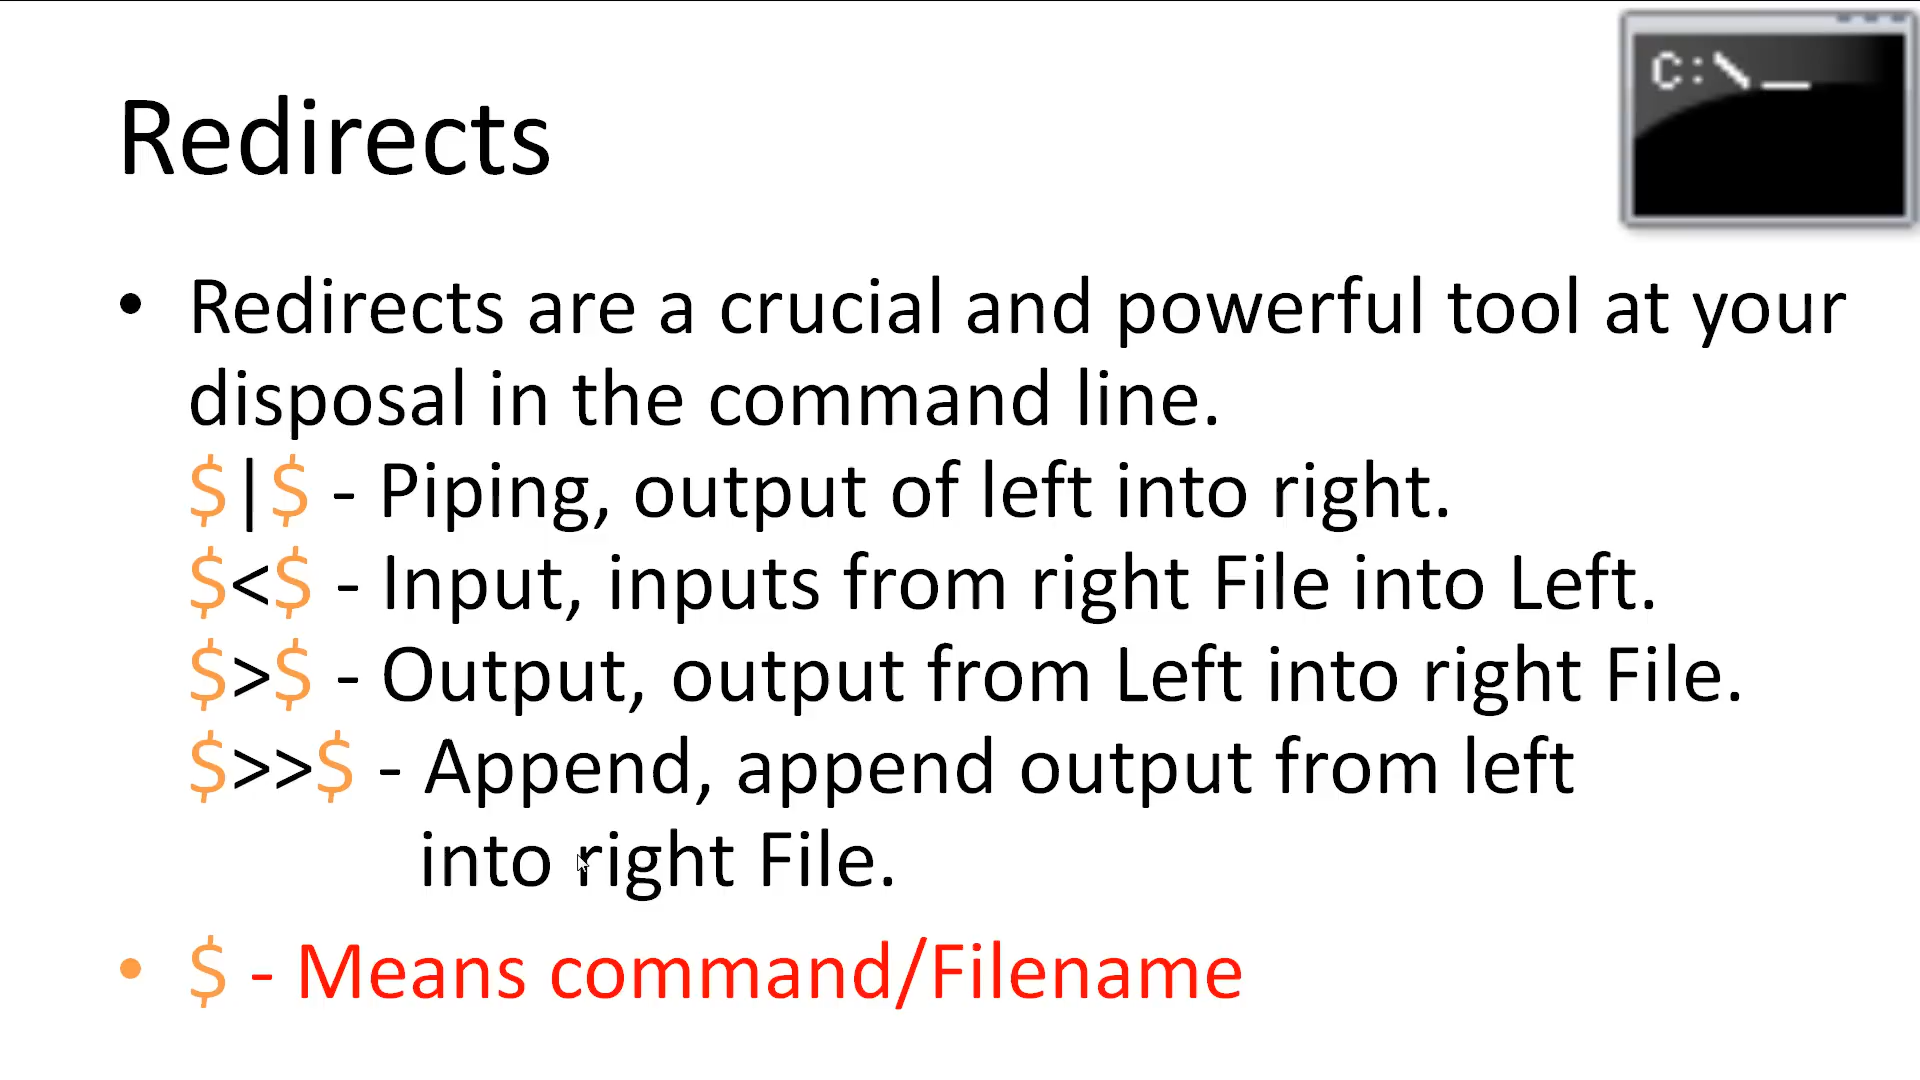 C:\_
Redirects
• Redirects are a crucial and powerful tool at your
disposal in the command line.
$|$ - Piping, output of left into right.
$<$ - Input, inputs from right File into Left.
$>$ - Output, output from Left into right File.
$>>$ - Append, append output from left
into right File.
• $ - Means command/Filename